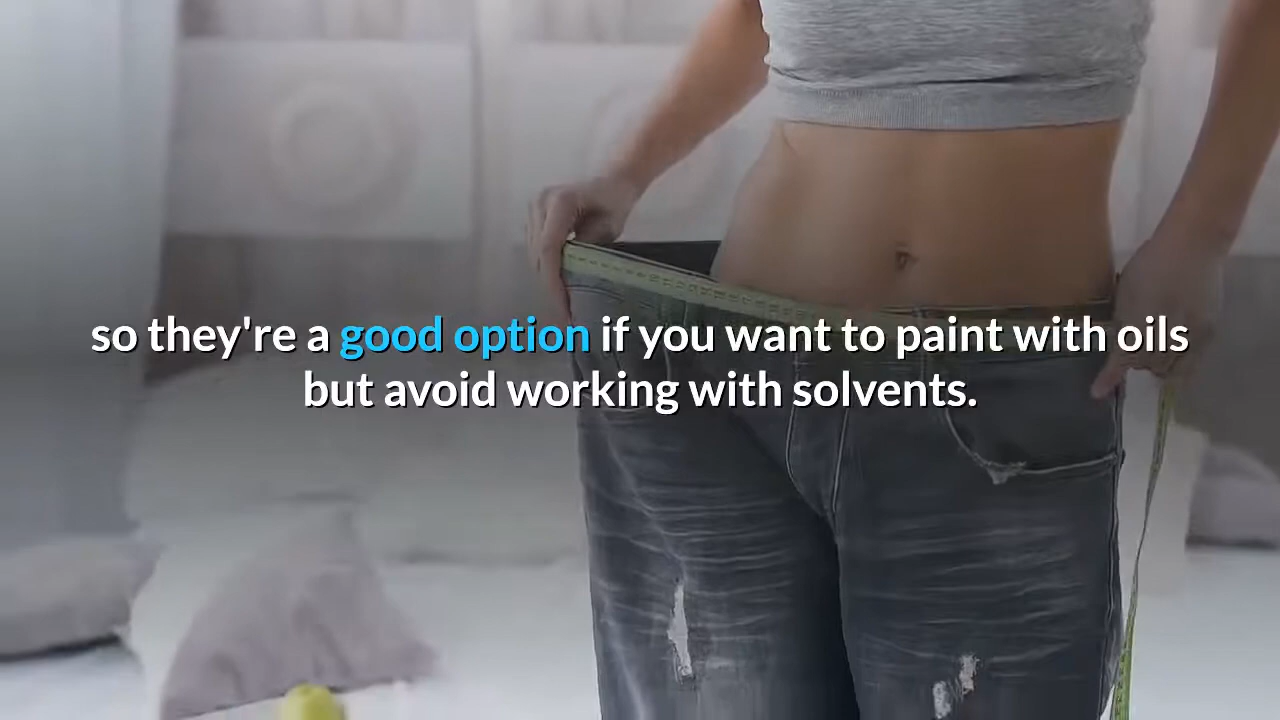 so they're a good option if you want to paint with oils
but avoid working with solvents.